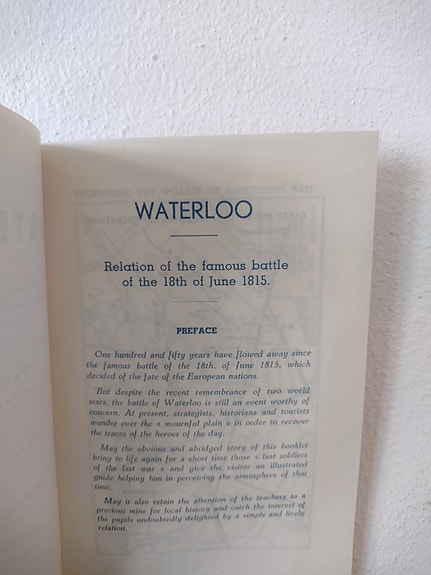 WATERLOO
Relation of the famous battle
of the 18th of June 1815.
PREFACE
One hundred and fifty years have flowed away since
the famous battle of the 18th. of June 1815, which
decided of the fate of the European nations.
But despite the recent remembrance of two world
wars, the battle of Waterloo is still an event worthy of
concern. At present, strategists, historians and tourists
wander over the « mournful plain » in order to recover
the traces of the heroes of the day.
May the obvious and abridged story of this booklet
bring to life again for a short time those « last soldiers
of the last war » and give the visitor an illustrated
guide helping him in perceiving the atmosphere of that
time.
May it also retain the attention of the teachers as a
precious mine for local history and catch the interest of
the pupils undoubtedly delighted by a simple and lively
relation.
MAP PERMITTING TO FOLLOW THE OPERATIONS